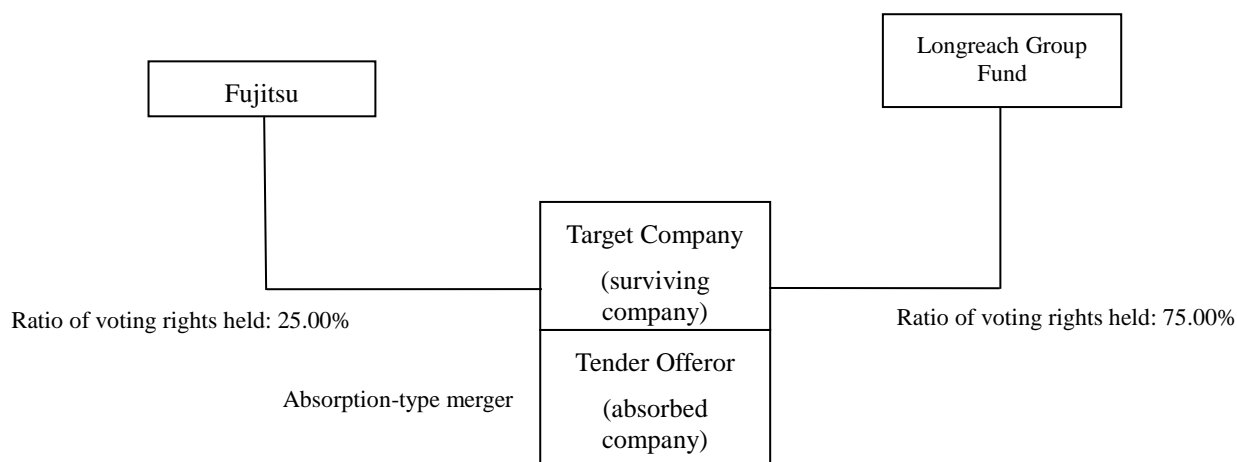 Longreach Group
Fund
Fujitsu
Target Company
(surviving
company)
Ratio of voting rights held: 25.00%
Ratio of voting rights held: 75.00%
Tender Offeror
Absorption-type merger
(absorbed
company)